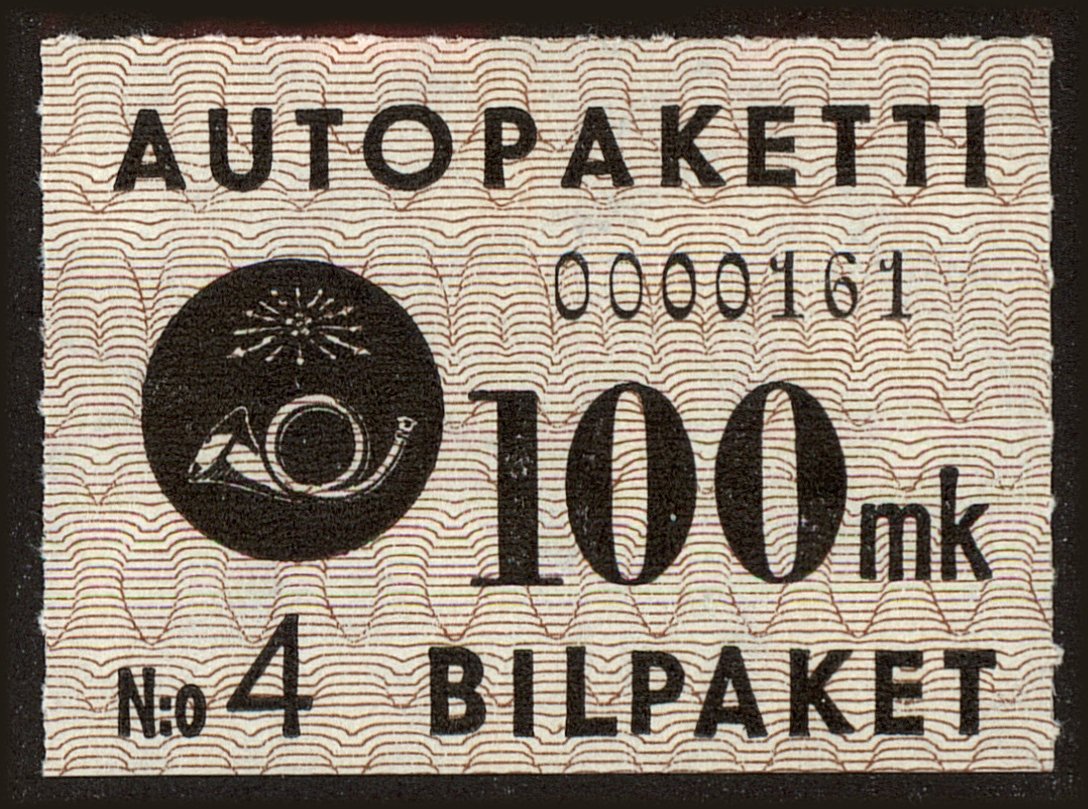 AUTOPAKETTI
0000161
100 mk
N:o 4 BILPAKET